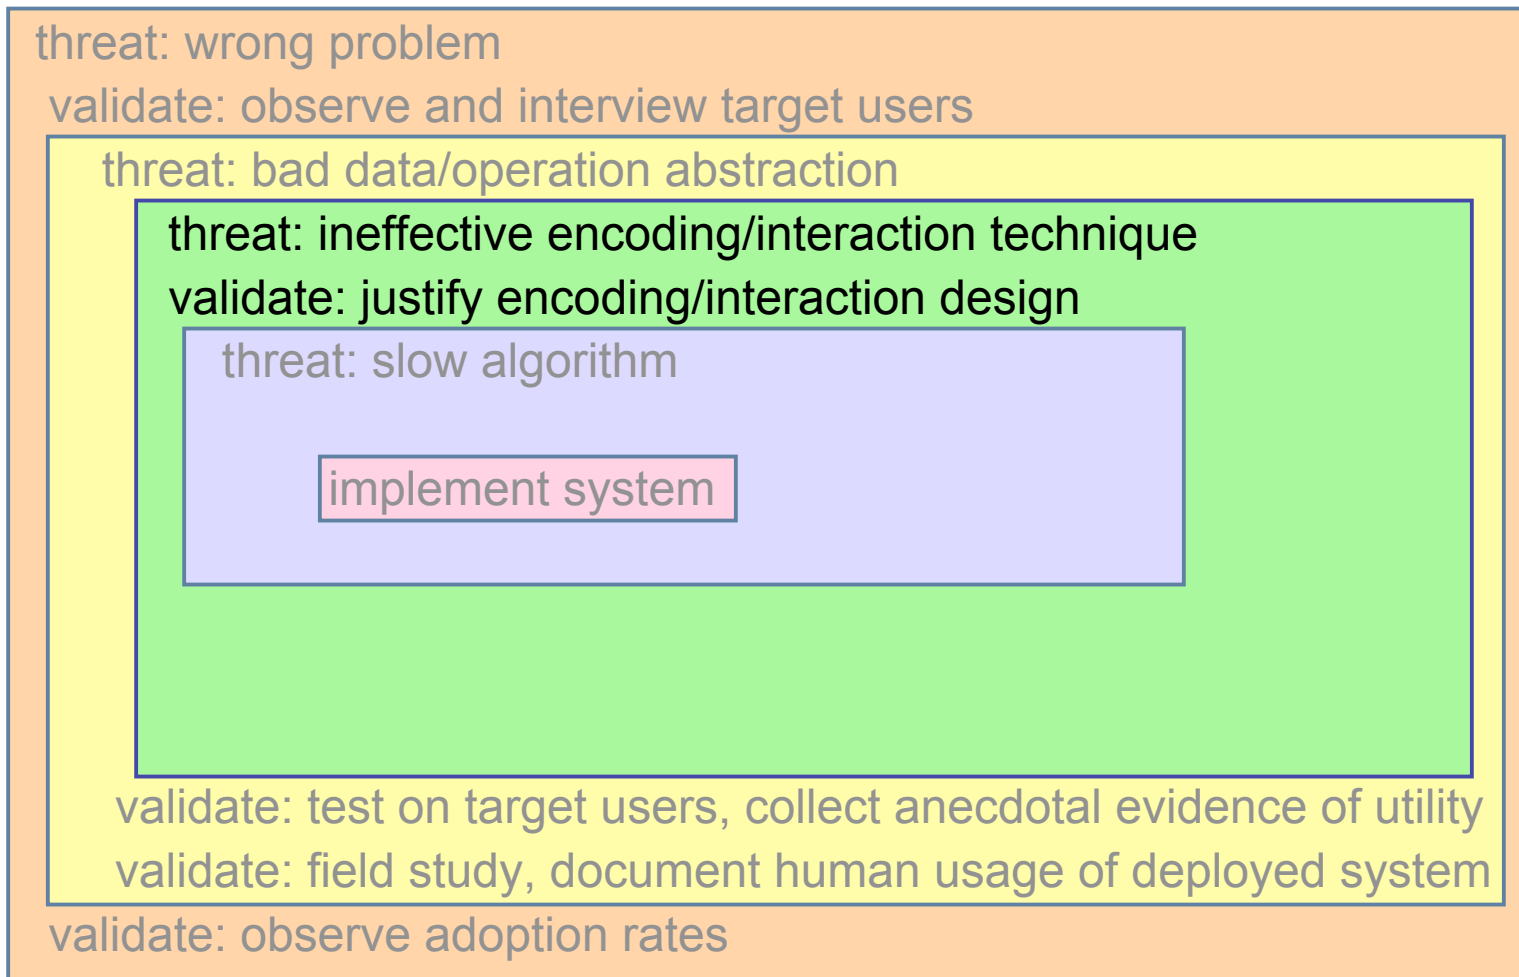 threat: wrong problem
validate: observe and interview target users
threat: bad data/operation abstraction
threat: ineffective encoding/interaction technique
validate: justify encoding/interaction design
threat: slow algorithm
implement system
validate: test on target users, collect anecdotal evidence of utility
validate: field study, document human usage of deployed system
validate: observe adoption rates